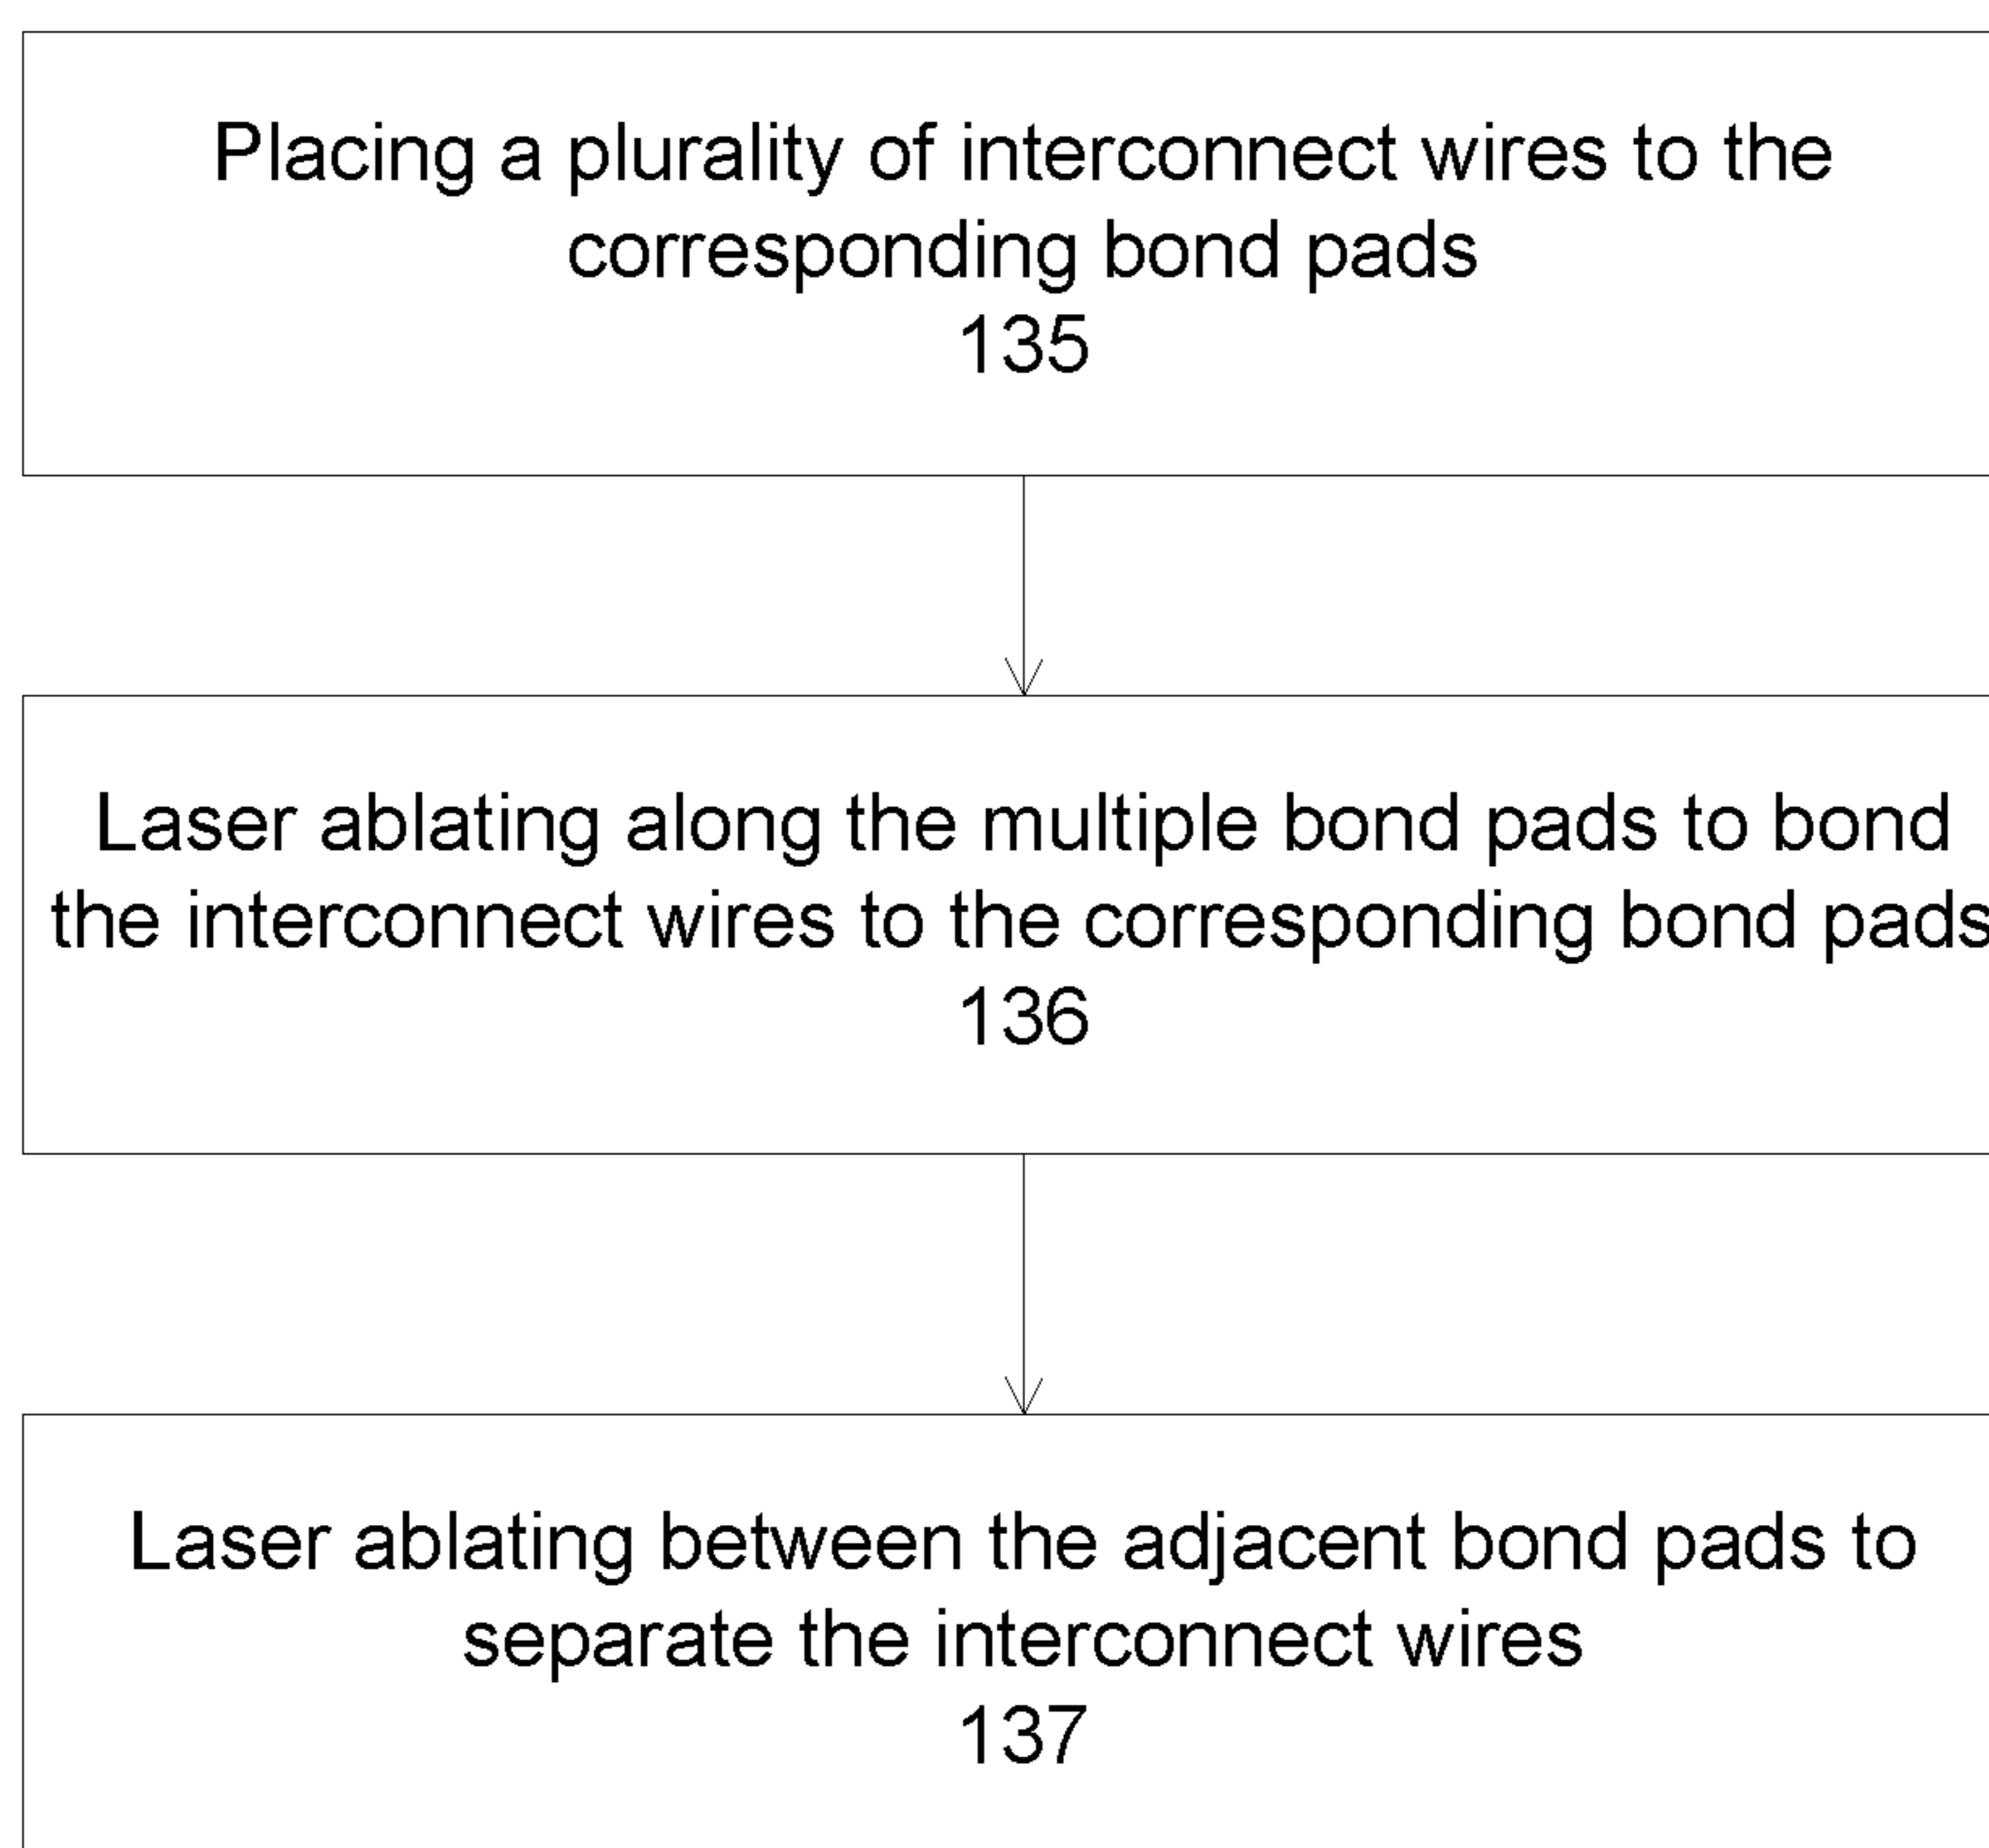 Placing a plurality of interconnect wires to the
corresponding bond pads
135
Laser ablating along the multiple bond pads to bond
the interconnect wires to the corresponding bond pads
136
Laser ablating between the adjacent bond pads to
separate the interconnect wires
137